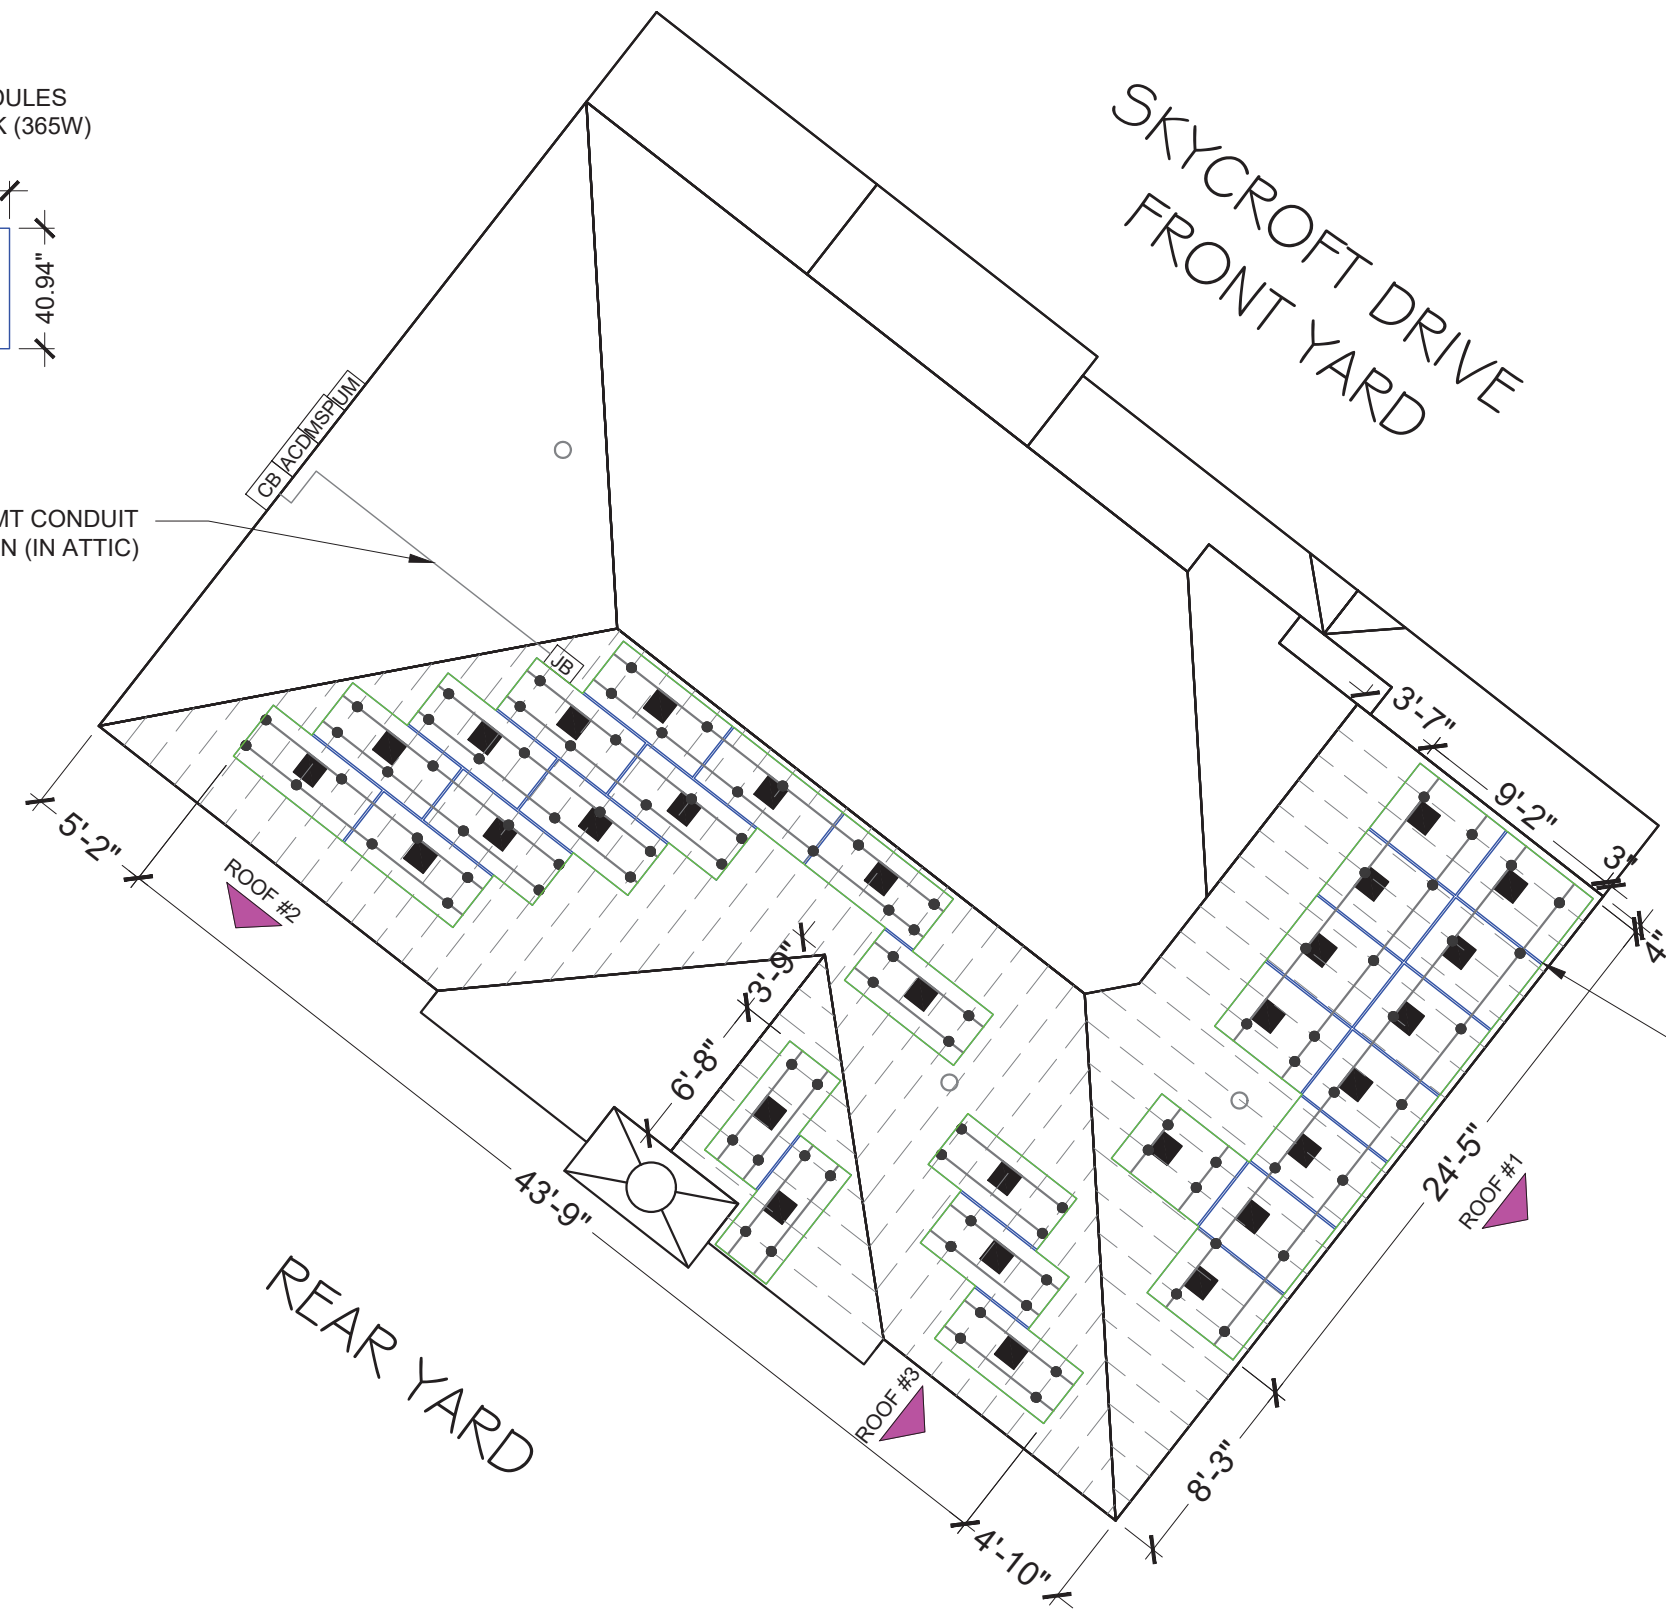 DULES
K (365W)
40.94"
SKYCROFT DRIVE
FRONT YARD
UM
MSP
ACD
CB
MT CONDUIT
N (IN ATTIC)
JB
3'-7"
9'-2"
3"
4"
5'-2"
ROOF #2
3'-9"
6'-8"
43'-9"
24'-5"
ROOF #1
REAR YARD
ROOF #3
8'-3"
4'-10"